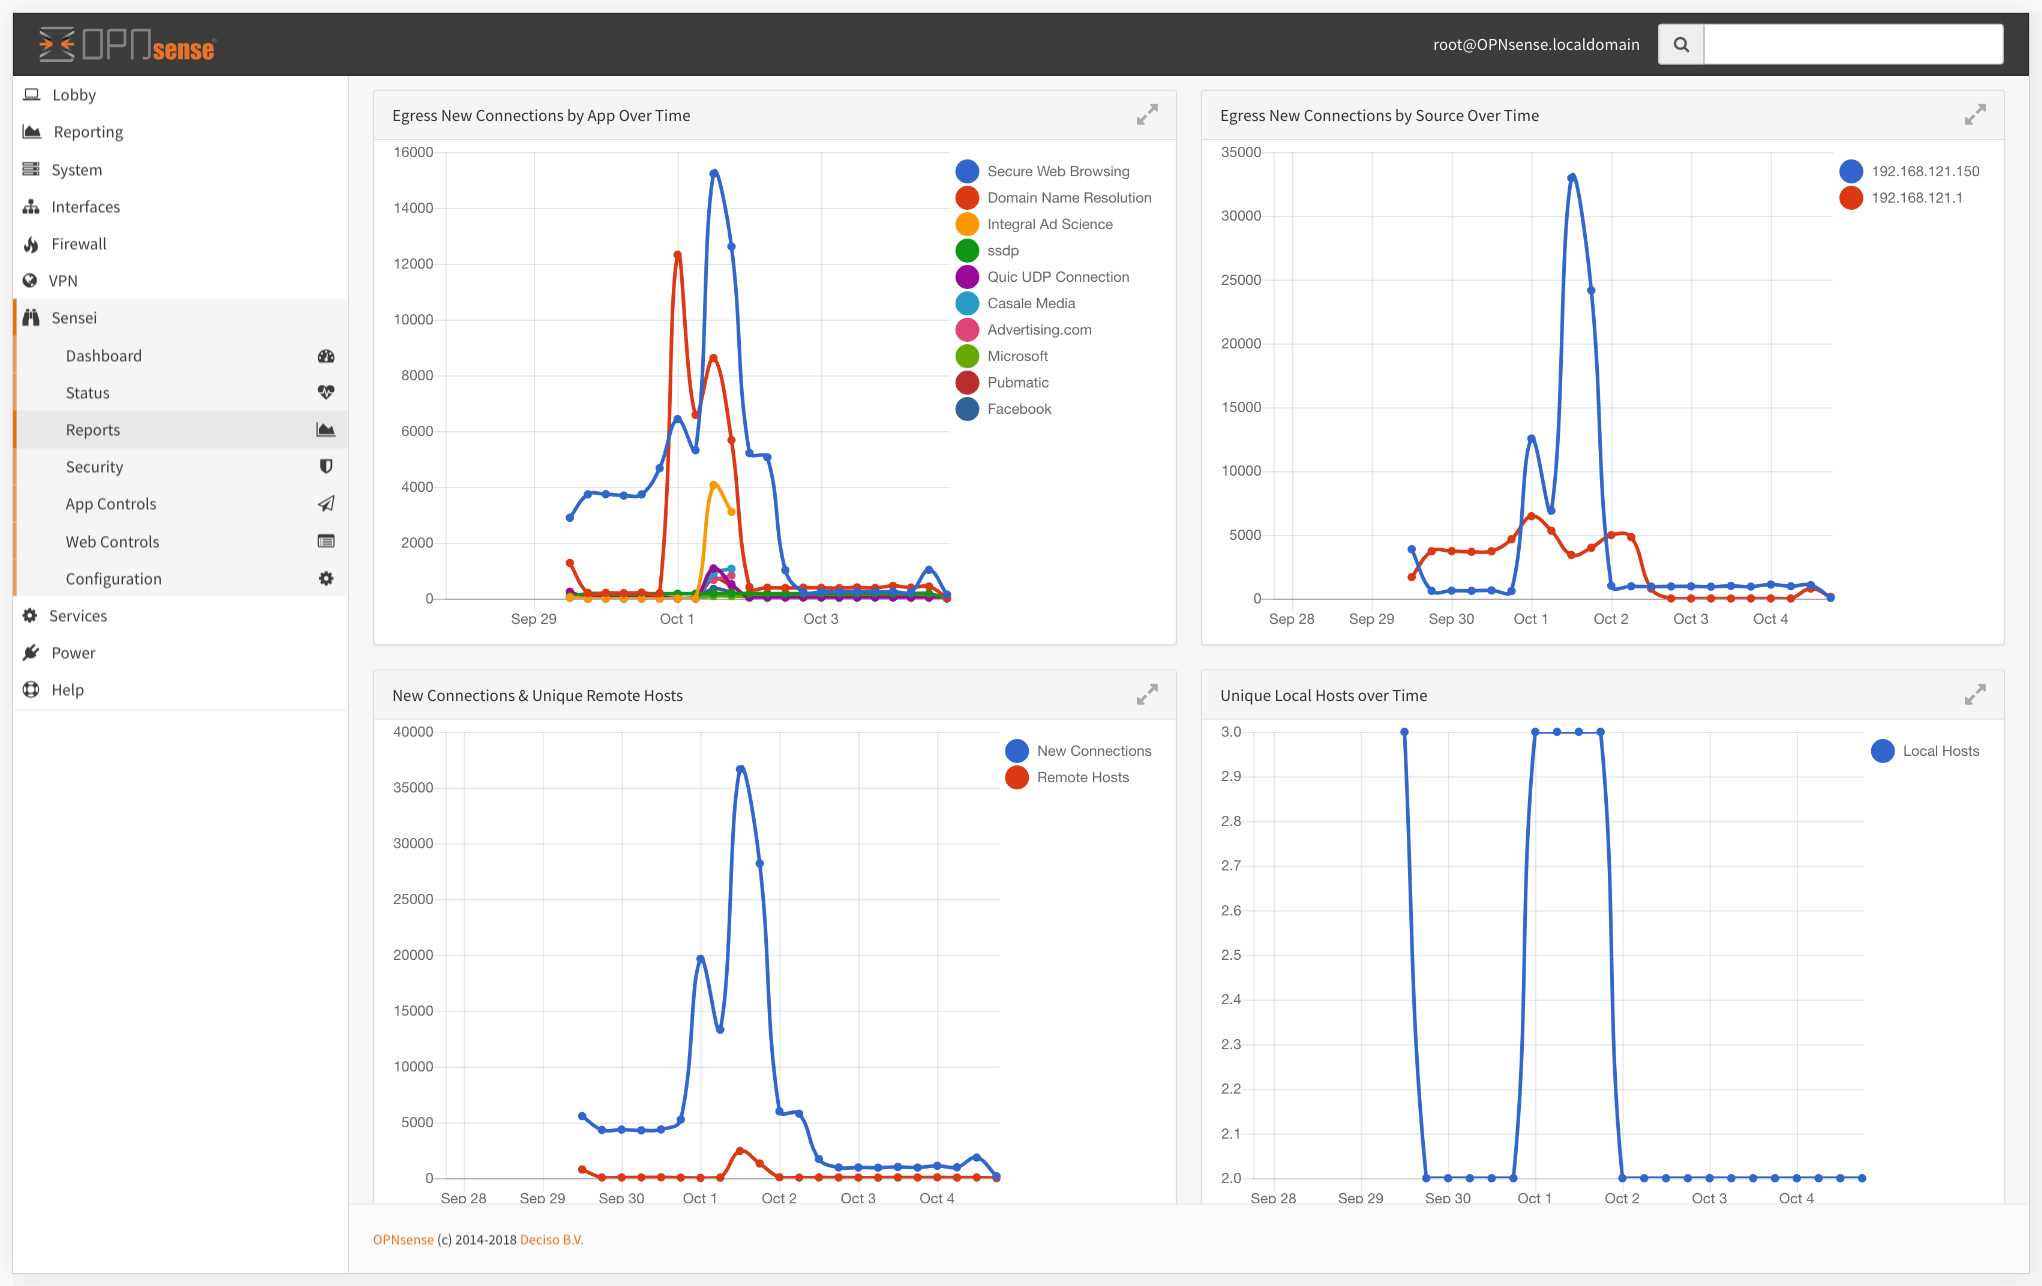 OPNsense
root@OPNsense.localdomain
Lobby
Reporting
System
Interfaces
Firewall
VPN
Sensei
Dashboard
Status
Reports
Security
App Controls
Web Controls
Configuration
Services
Power
Help
Egress New Connections by App Over Time
16000
14000
12000
10000
8000
6000
4000
2000
0
Sep 29 Oct 1 Oct 3
Secure Web Browsing
Domain Name Resolution
Integral Ad Science
ssdp
Quic UDP Connection
Casale Media
Advertising.com
Microsoft
Pubmatic
Facebook
Egress New Connections by Source Over Time
35000
30000
25000
20000
15000
10000
5000
0
Sep 28 Sep 29 Sep 30 Oct 1 Oct 2 Oct 3 Oct 4
192.168.121.150
192.168.121.1
New Connections & Unique Remote Hosts
40000
35000
30000
25000
20000
15000
10000
5000
0
Sep 28 Sep 29 Sep 30 Oct 1 Oct 2 Oct 3 Oct 4
New Connections
Remote Hosts
Unique Local Hosts over Time
3.0
2.9
2.8
2.7
2.6
2.5
2.4
2.3
2.2
2.1
2.0
Sep 28 Sep 29 Sep 30 Oct 1 Oct 2 Oct 3 Oct 4
Local Hosts
OPNsense (c) 2014-2018 Deciso B.V.